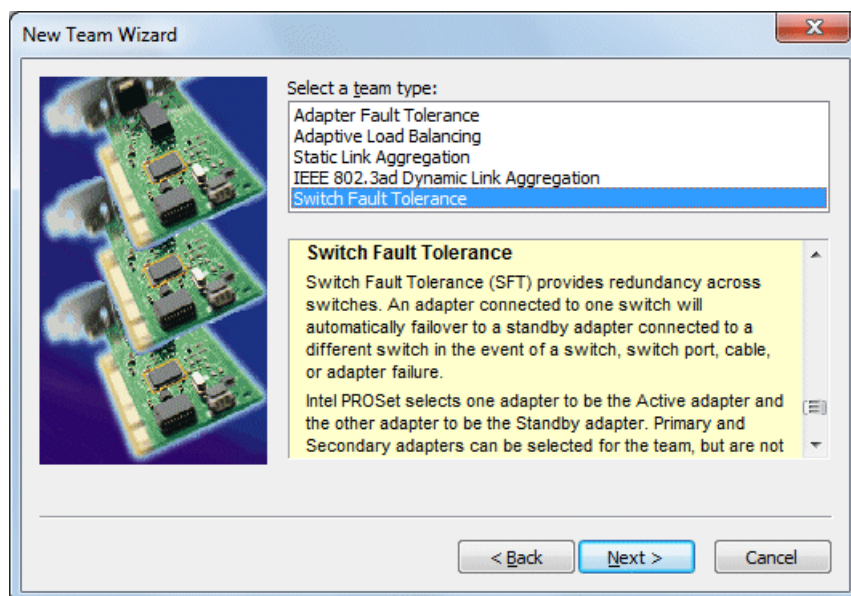 New Team Wizard
Select a team type:
Adapter Fault Tolerance
Adaptive Load Balancing
Static Link Aggregation
IEEE 802.3ad Dynamic Link Aggregation
Switch Fault Tolerance
Switch Fault Tolerance
Switch Fault Tolerance (SFT) provides redundancy across
switches. An adapter connected to one switch will
automatically failover to a standby adapter connected to a
different switch in the event of a switch, switch port, cable,
or adapter failure.
Intel PROSet selects one adapter to be the Active adapter and
the other adapter to be the Standby adapter. Primary and
Secondary adapters can be selected for the team, but are not
< Back
Next >
Cancel